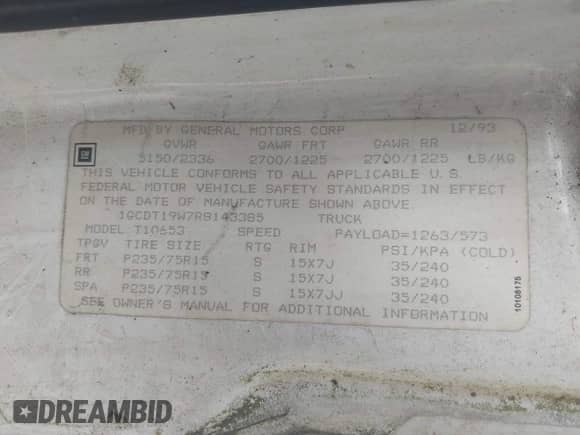 MFD BY GENERAL MOTORS CORP 12/93
GVWR GAWR FRT GAWR RR
GM 5150/2336 2700/1225 2700/1225 LB/KG
THIS VEHICLE CONFORMS TO ALL APPLICABLE U.S.
FEDERAL MOTOR VEHICLE SAFETY STANDARDS IN EFFECT
ON THE DATE OF MANUFACTURE SHOWN ABOVE.
1GCDT19W7R8143385 TRUCK
MODEL T10653 SPEED PAYLOAD=1263/573
TPGV TIRE SIZE RTG RIM PSI/KPA (COLD)
FRT P235/75R15 S 15X7J 35/240
RR P235/75R15 S 15X7J 35/240
SPA P235/75R15 S 15X7JJ 35/240
SEE OWNER'S MANUAL FOR ADDITIONAL INFORMATION
10108175
DREAMBID